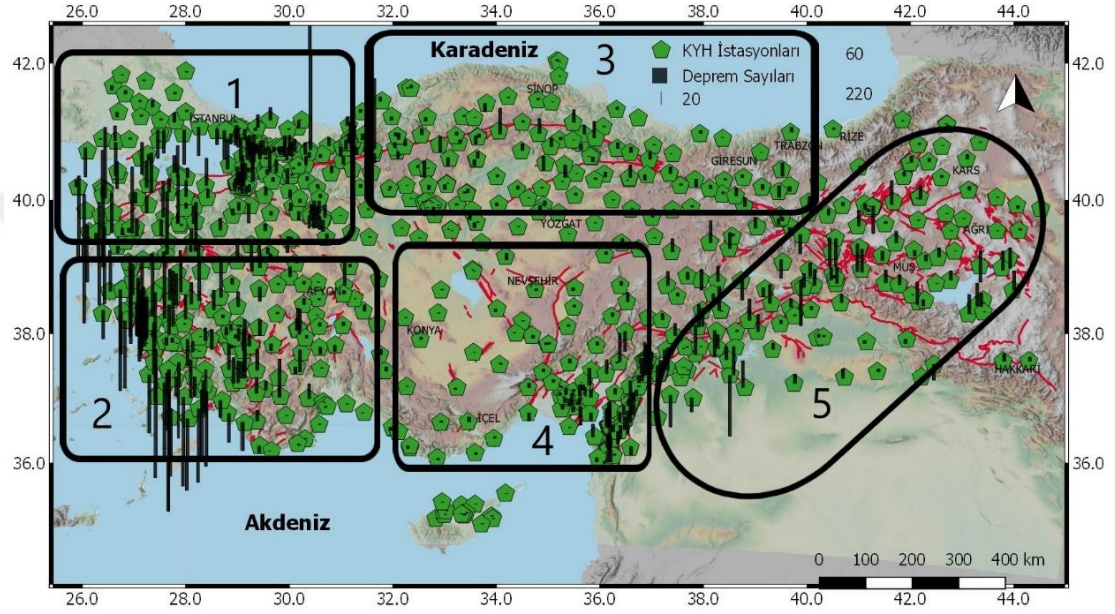 26.0 28.0 30.0 32.0 34.0 36.0 38.0 40.0 42.0 44.0
42.0 Karadeniz 3 KYH İstasyonları 60 42.0
Deprem Sayıları
20 220
1
SİNOP
İSTANBUL
TRABZON RİZE
GİRESUN
KARS
40.0 40.0
YOZGAT
AĞRI
MUŞ
AFYON NEVŞEHİR
KONYA
38.0 38.0
HAKKARİ
2 5
İÇEL
4
36.0 36.0
Akdeniz
0 100 200 300 400 km
26.0 28.0 30.0 32.0 34.0 36.0 38.0 40.0 42.0 44.0